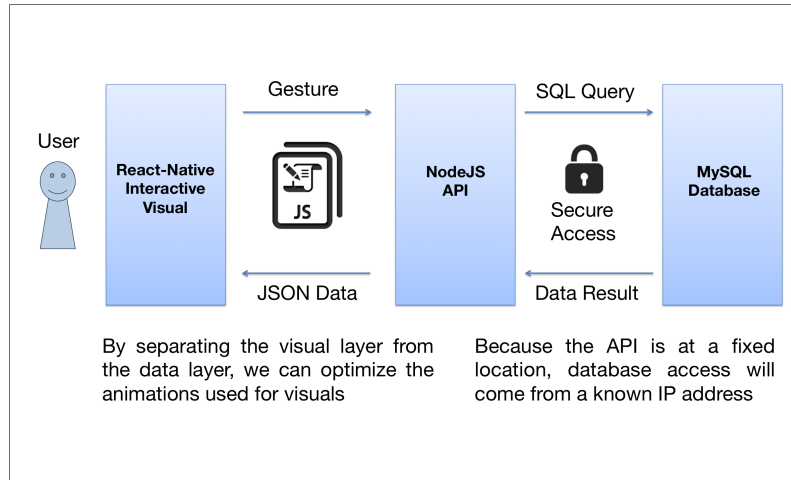 User
React-Native
Interactive
Visual
Gesture
JS
JSON Data
NodeJS
API
SQL Query
Secure
Access
Data Result
MySQL
Database
By separating the visual layer from
the data layer, we can optimize the
animations used for visuals
Because the API is at a fixed
location, database access will
come from a known IP address